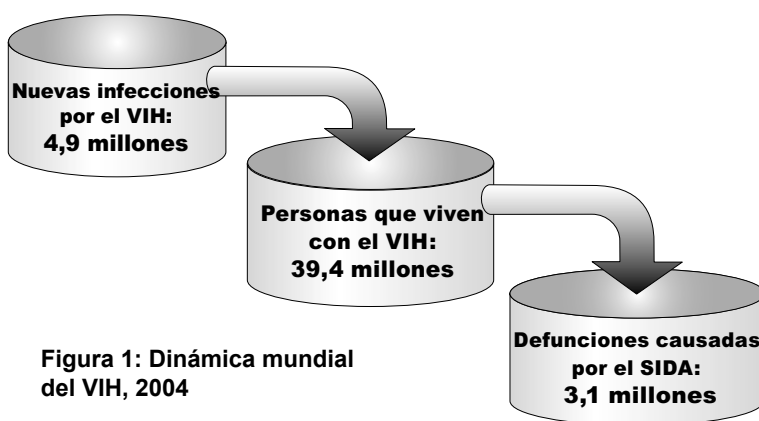 Nuevas infecciones
por el VIH:
4,9 millones
Personas que viven
con el VIH:
39,4 millones
Defunciones causadas
por el SIDA:
3,1 millones
Figura 1: Dinámica mundial
del VIH, 2004